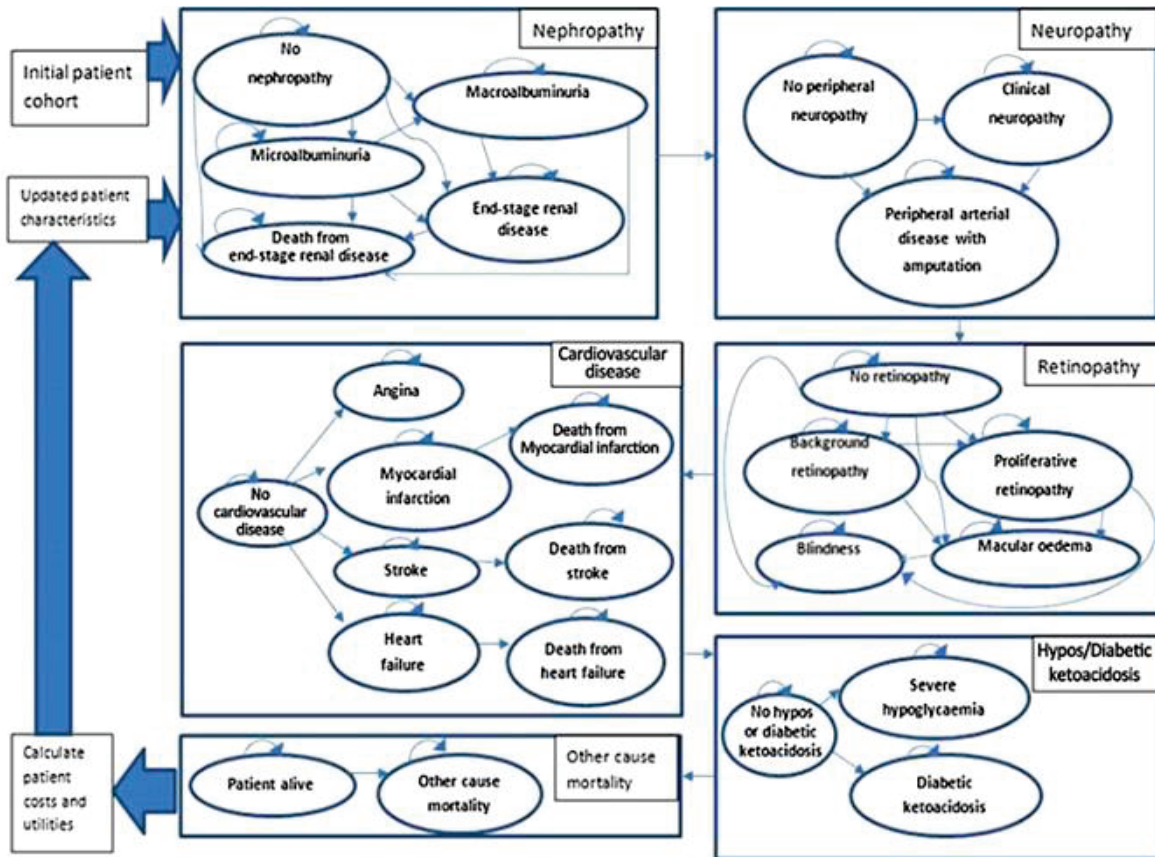 Initial patient
cohort
Updated patient
characteristics
Nephropathy
No
nephropathy
Macroalbuminuria
Microalbuminuria
End-stage renal
disease
Death from
end-stage renal disease
Neuropathy
No peripheral
neuropathy
Clinical
neuropathy
Peripheral arterial
disease with
amputation
Cardiovascular
disease
Angina
Death from
Myocardial infarction
Myocardial
infarction
No
cardiovascular
disease
Stroke
Death from
stroke
Heart
failure
Death from
heart failure
Retinopathy
No retinopathy
Background
retinopathy
Proliferative
retinopathy
Blindness
Macular oedema
Hypos/Diabetic
ketoacidosis
Severe
hypoglycaemia
No hypos
or diabetic
ketoacidosis
Diabetic
ketoacidosis
Other cause
mortality
Patient alive
Other cause
mortality
Calculate
patient
costs and
utilities